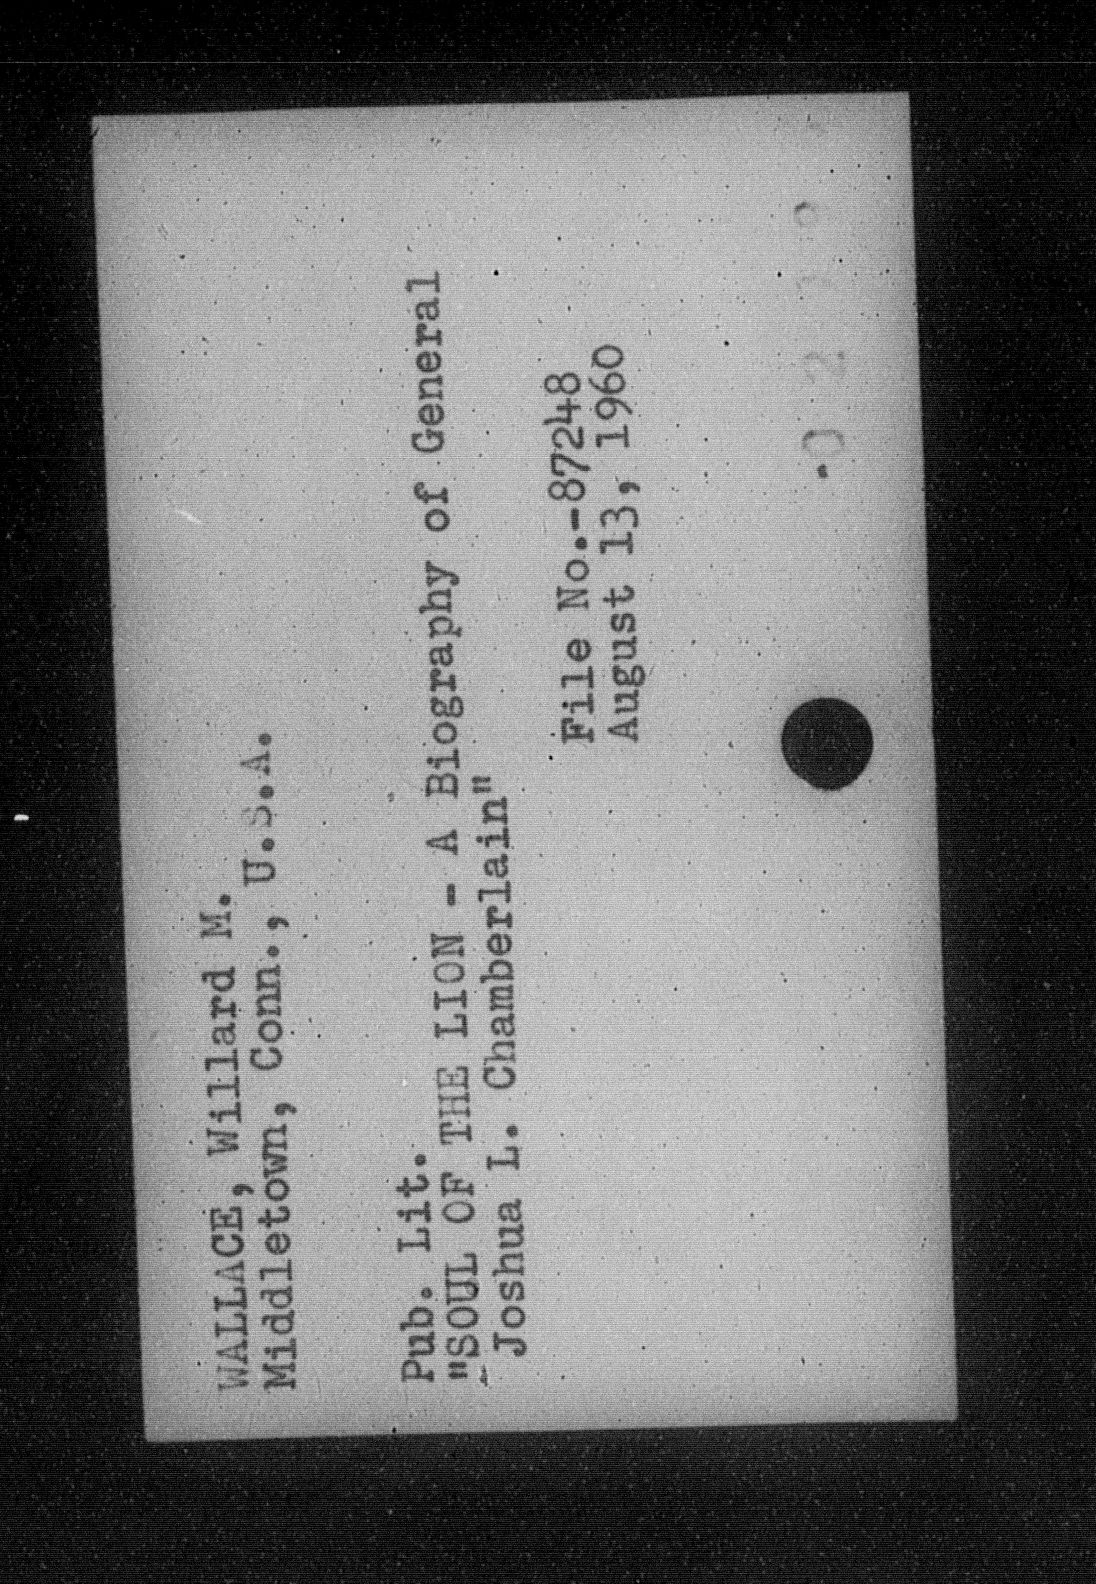 WALLACE, Willard M.
Middletown, Conn., U.S.A.
Pub. Lit.
"SOUL OF THE LION - A Biography of General
Joshua L. Chamberlain"
File No.-87248
August 13, 1960